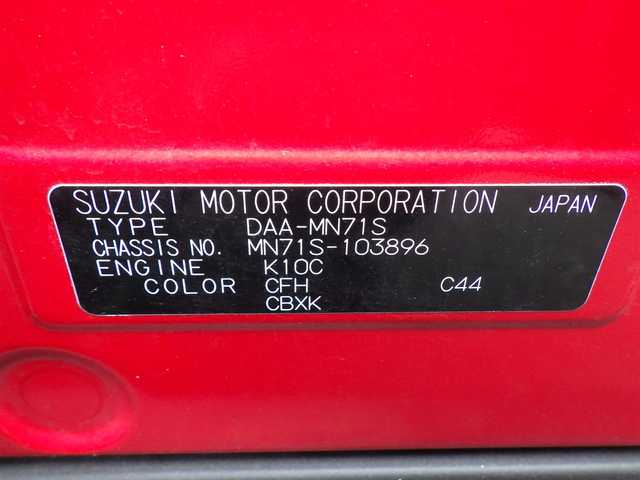 SUZUKI MOTOR CORPORATION JAPAN
TYPE DAA-MN71S
CHASSIS NO. MN71S-103896
ENGINE K10C
COLOR CFH C44
CBXK